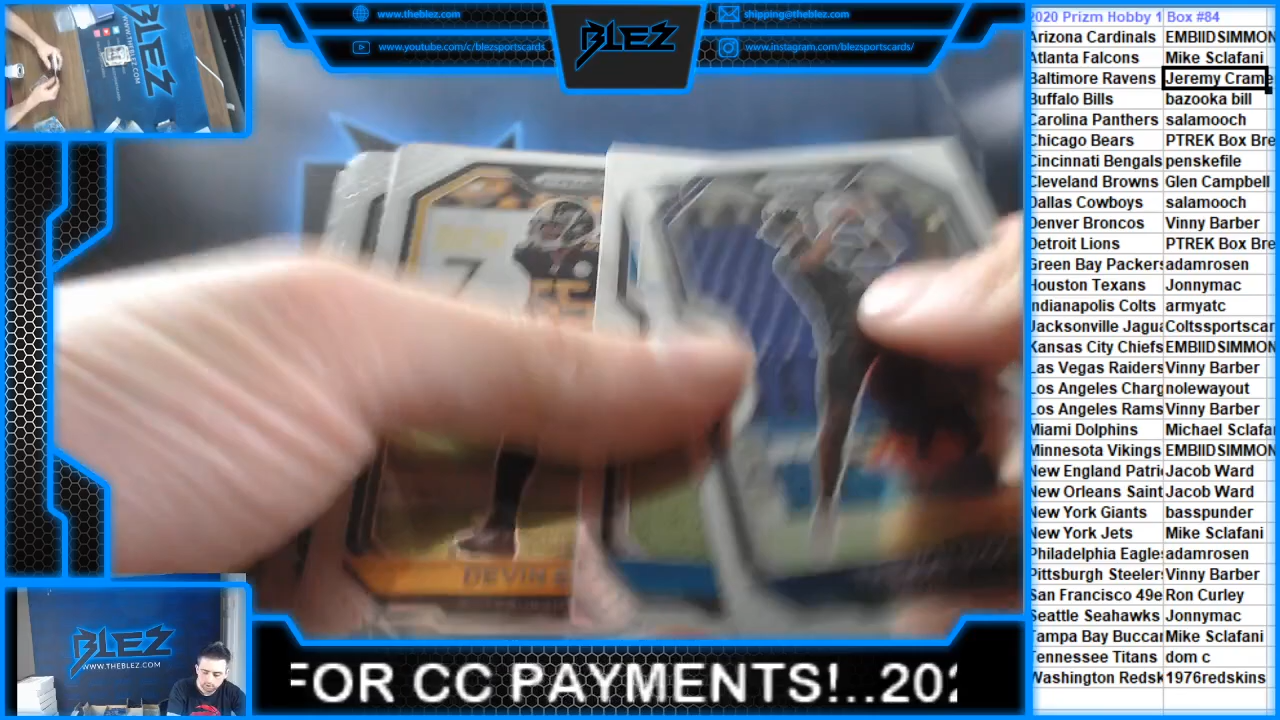 www.theblez.com
www.youtube.com/c/blezsportscards
BLEZ
shipping@theblez.com
www.instagram.com/blezsportscards/
2020 Prizm Hobby 1 Box #84
Arizona Cardinals EMBIIDSIMMON
Atlanta Falcons Mike Sclafani
Baltimore Ravens Jeremy Crame
Buffalo Bills bazooka bill
Carolina Panthers salamooch
Chicago Bears PTREK Box Bre
Cincinnati Bengals penskefile
Cleveland Browns Glen Campbell
Dallas Cowboys salamooch
Denver Broncos Vinny Barber
Detroit Lions PTREK Box Bre
Green Bay Packers adamrosen
Houston Texans Jonnymac
Indianapolis Colts armyatc
Jacksonville Jagua Coltssportscar
Kansas City Chiefs EMBIIDSIMMON
Las Vegas Raiders Vinny Barber
Los Angeles Charg nolewayout
Los Angeles Rams Vinny Barber
Miami Dolphins Michael Sclafa
Minnesota Vikings EMBIIDSIMMON
New England Patri Jacob Ward
New Orleans Saint Jacob Ward
New York Giants basspunder
New York Jets Mike Sclafani
Philadelphia Eagle adamrosen
Pittsburgh Steeler Vinny Barber
San Francisco 49e Ron Curley
Seattle Seahawks Jonnymac
Tampa Bay Buccar Mike Sclafani
Tennessee Titans dom c
Washington Redsk 1976redskins
DEVIN
BLEZ
WWW.THEBLEZ.COM
BLEZ
WWW.THEBLEZ.COM
FOR CC PAYMENTS!..202